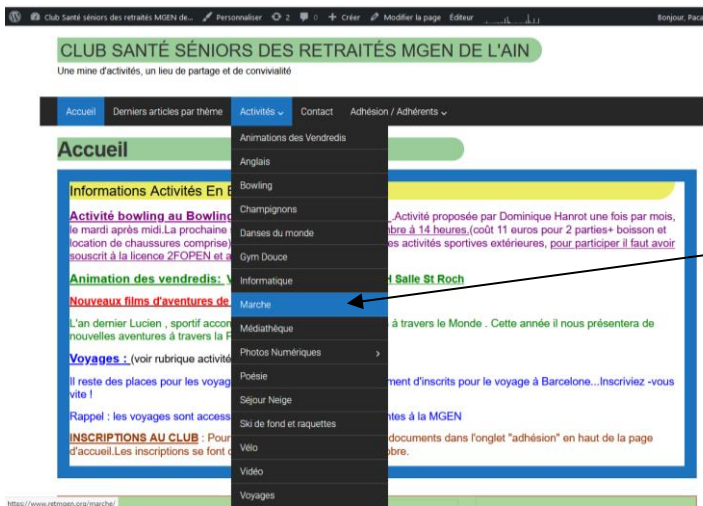 Club Santé séniors des retraités MGEN de... Personnaliser 2 0 Créer Modifier la page Éditeur Bonjour, Paca
CLUB SANTÉ SÉNIORS DES RETRAITÉS MGEN DE L'AIN
Une mine d'activités, un lieu de partage et de convivialité
Accueil Derniers articles par thème Activités Contact Adhésion / Adhérents
Animations des Vendredis
Anglais
Bowling
Champignons
Danses du monde
Gym Douce
Informatique
Marche
Médiathèque
Photos Numériques
Poésie
Séjour Neige
Ski de fond et raquettes
Vélo
Vidéo
Voyages
Accueil
Informations Activités En
Activité bowling au Bowling .Activité proposée par Dominique Hanrot une fois par mois,
le mardi après midi.La prochaine bre à 14 heures.(coût 11 euros pour 2 parties+ boisson et
location de chaussures comprise) es activités sportives extérieures, pour participer il faut avoir
souscrit à la licence 2FOPEN et a
Animation des vendredis: Salle St Roch
Nouveaux films d'aventures de
L'an dernier Lucien , sportif accom à travers le Monde . Cette année il nous présentera de
nouvelles aventures à travers la
Voyages : (voir rubrique activité
Il reste des places pour les voyag ment d'inscrits pour le voyage à Barcelone...Inscriviez -vous
vite !
Rappel : les voyages sont access ntes à la MGEN
INSCRIPTIONS AU CLUB : Pour documents dans l'onglet "adhésion" en haut de la page
d'accueil.Les inscriptions se font obre.
https://www.retmgen.org/marche/